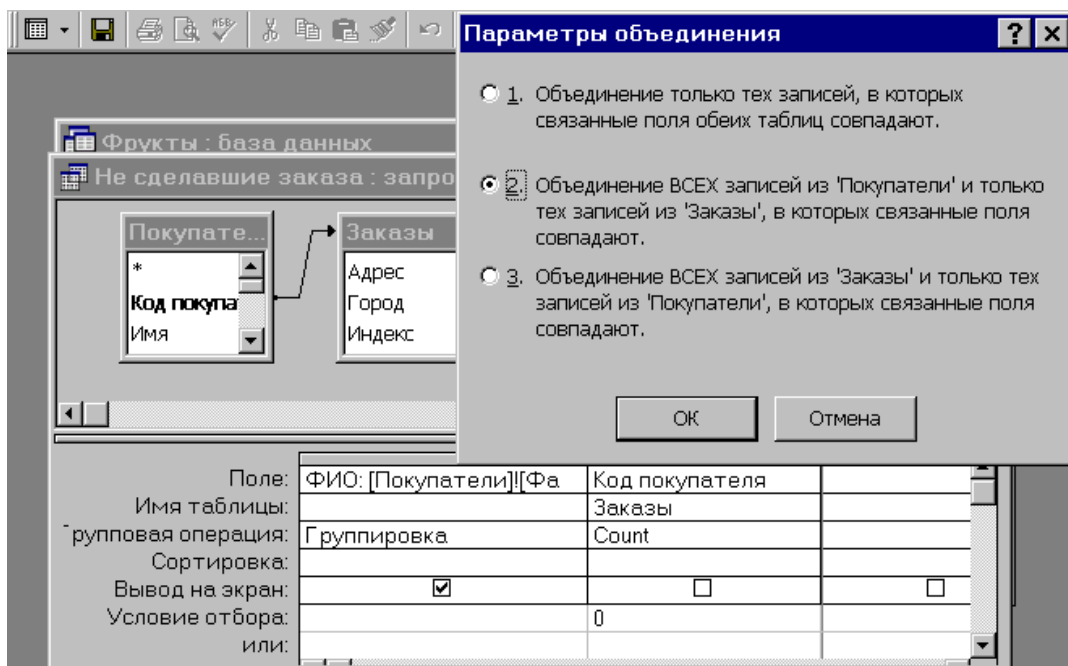 Параметры объединения
1. Объединение только тех записей, в которых
связанные поля обеих таблиц совпадают.
2. Объединение ВСЕХ записей из 'Покупатели' и только
тех записей из 'Заказы', в которых связанные поля
совпадают.
3. Объединение ВСЕХ записей из 'Заказы' и только тех
записей из 'Покупатели', в которых связанные поля
совпадают.
ОК
Отмена
Фрукты : база данных
Не сделавшие заказа : запро
Покупате...
*
Код покупа
Имя
Заказы
Адрес
Город
Индекс
Поле: ФИО: [Покупатели]![Фа Код покупателя
Имя таблицы: Заказы
рупповая операция: Группировка Count
Сортировка:
Вывод на экран:
Условие отбора: 0
или: